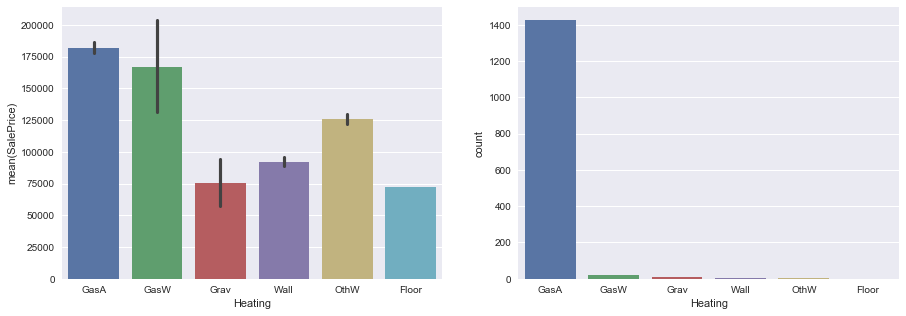 mean(SalePrice)
200000
175000
150000
125000
100000
75000
50000
25000
0
GasA GasW Grav Wall OthW Floor
Heating
count
1400
1200
1000
800
600
400
200
0
GasA GasW Grav Wall OthW Floor
Heating